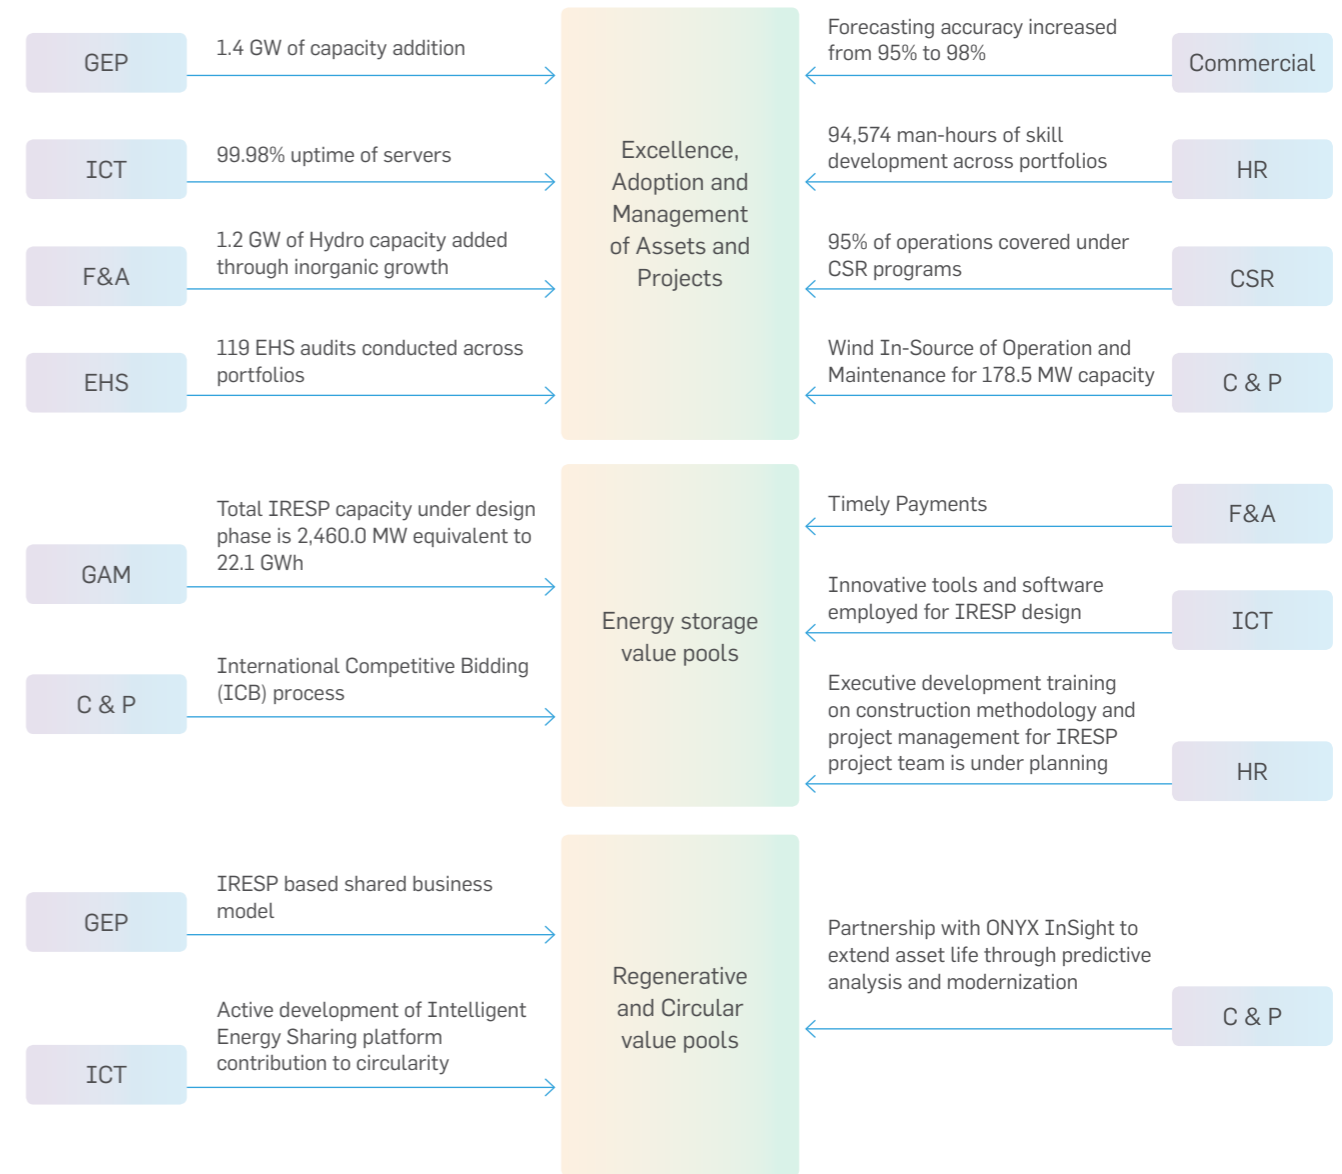 GEP
1.4 GW of capacity addition
ICT
99.98% uptime of servers
F&A
1.2 GW of Hydro capacity added
through inorganic growth
EHS
119 EHS audits conducted across
portfolios
Excellence,
Adoption and
Management
of Assets and
Projects
Forecasting accuracy increased
from 95% to 98%
Commercial
94,574 man-hours of skill
development across portfolios
HR
95% of operations covered under
CSR programs
CSR
Wind In-Source of Operation and
Maintenance for 178.5 MW capacity
C & P
GAM
Total IRESP capacity under design
phase is 2,460.0 MW equivalent to
22.1 GWh
C & P
International Competitive Bidding
(ICB) process
Energy storage
value pools
Timely Payments
F&A
Innovative tools and software
employed for IRESP design
ICT
Executive development training
on construction methodology and
project management for IRESP
project team is under planning
HR
GEP
IRESP based shared business
model
ICT
Active development of Intelligent
Energy Sharing platform
contribution to circularity
Regenerative
and Circular
value pools
Partnership with ONYX InSight to
extend asset life through predictive
analysis and modernization
C & P